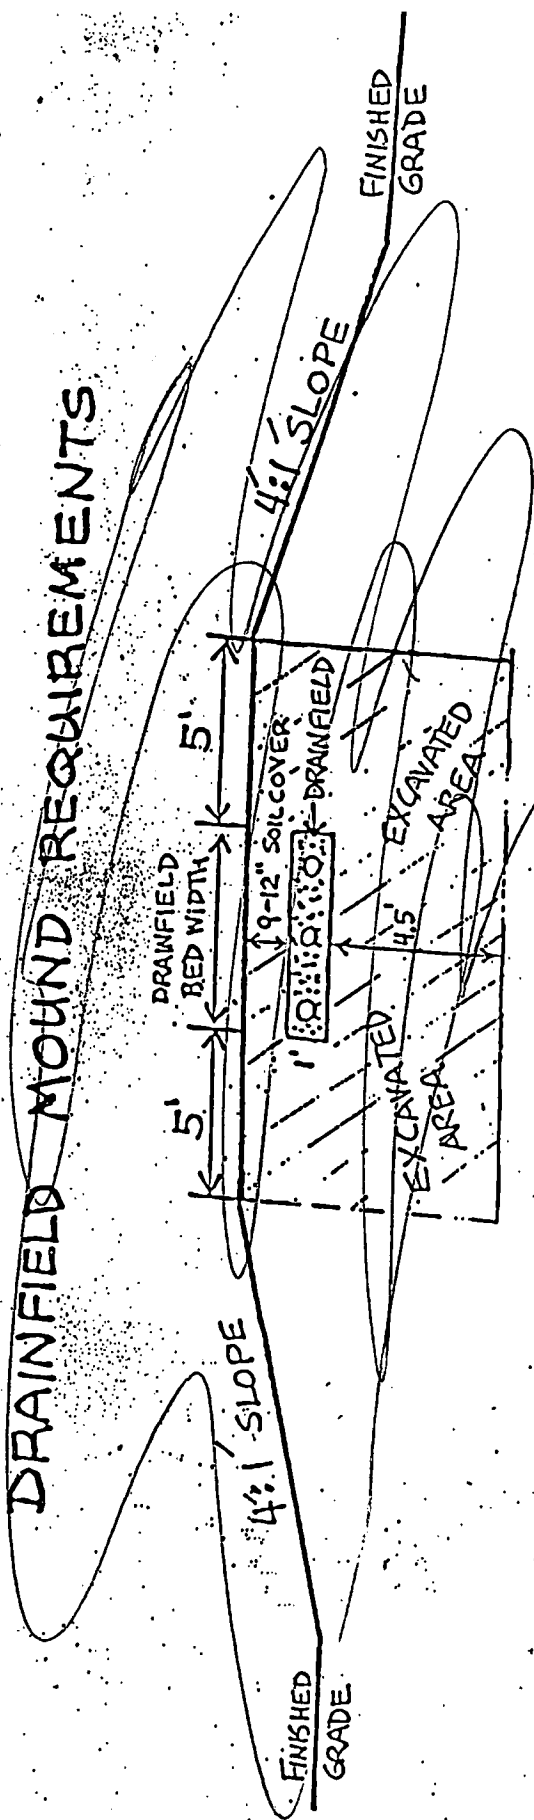 DRAINFIELD MOUND REQUIREMENTS
5'
DRAINFIELD
BED WIDTH
5'
4':1' SLOPE
4':1' SLOPE
9-12" SOIL COVER
1'
DRAINFIELD
FINISHED
GRADE
FINISHED
GRADE
4.5'
EXCAVATED
AREA
EXCAVATED
AREA